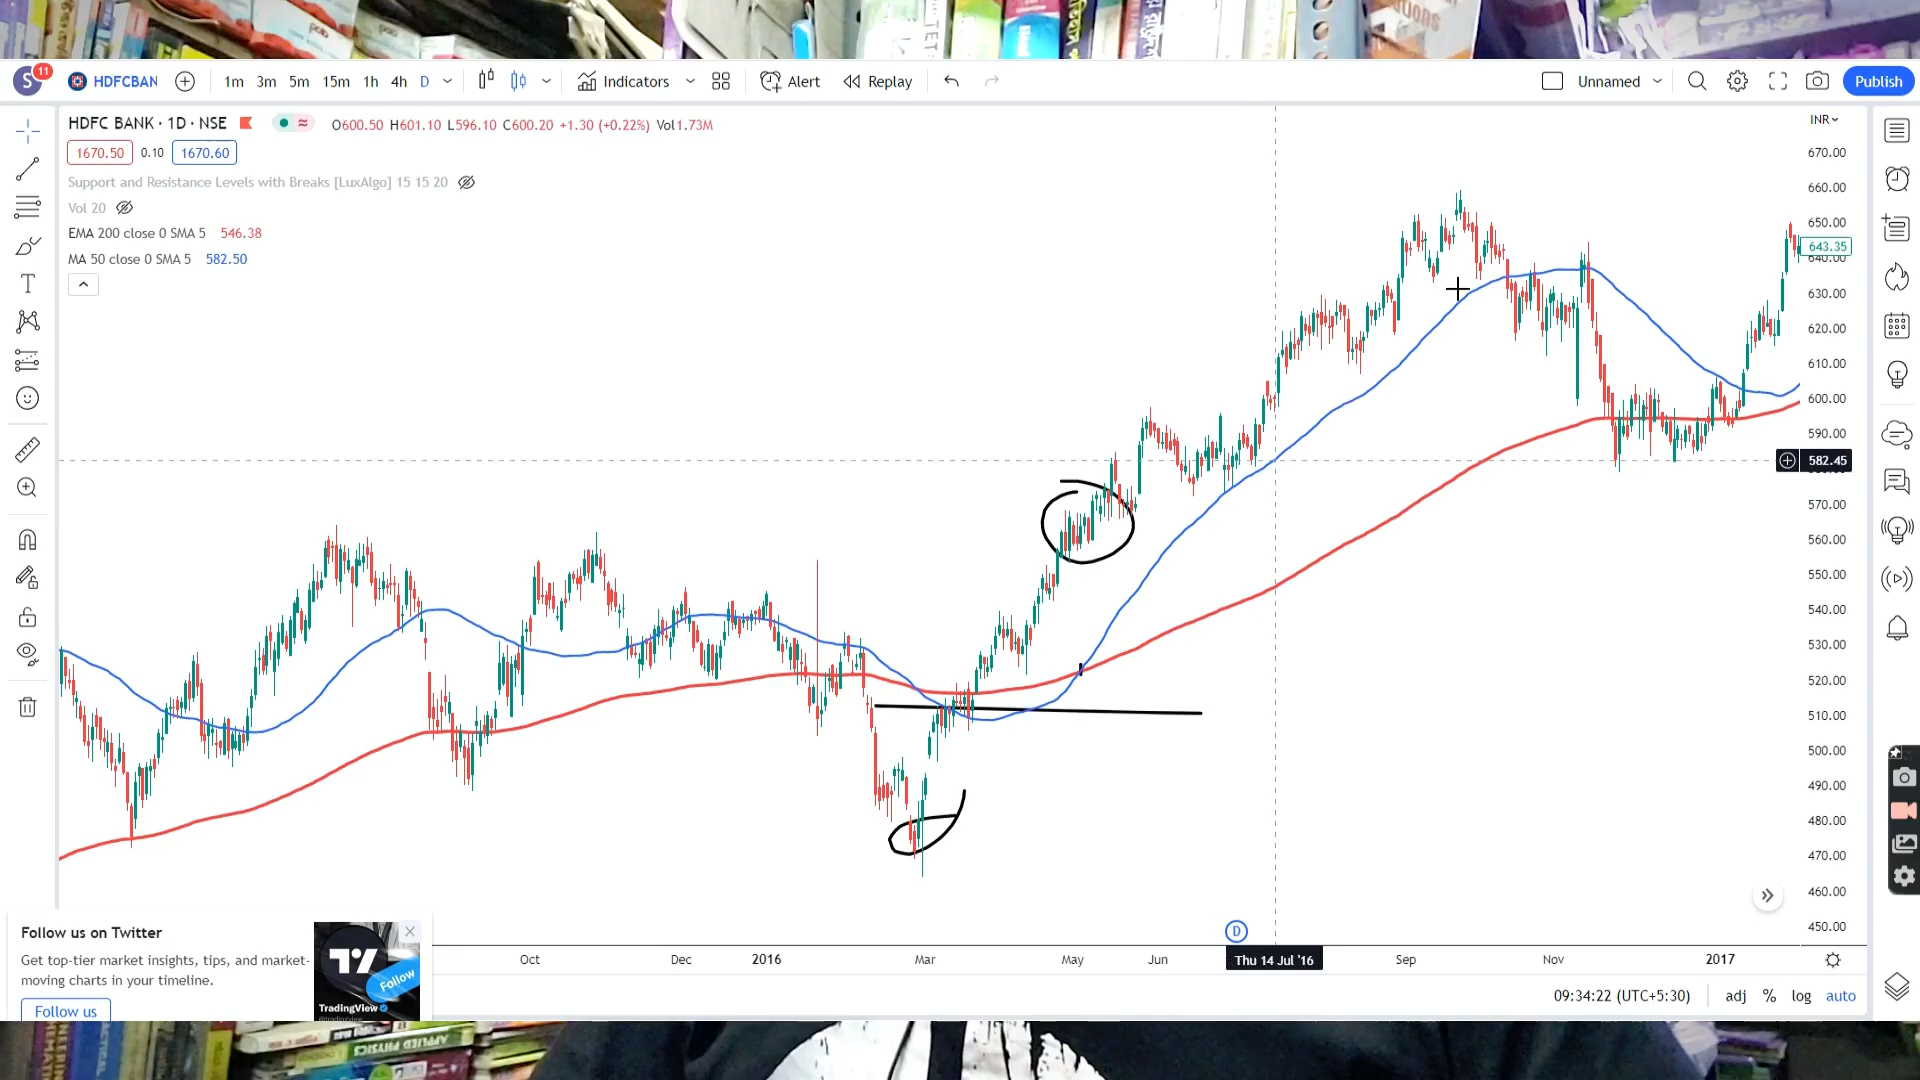 S 11 HDFCBAN 1m 3m 5m 15m 1h 4h D Indicators Alert Replay Unnamed Publish
HDFC BANK · 1D · NSE O600.50 H601.10 L596.10 C600.20 +1.30 (+0.22%) Vol1.73M
INR
1670.50 0.10 1670.60
Support and Resistance Levels with Breaks [LuxAlgo] 15 15 20
Vol 20
EMA 200 close 0 SMA 5 546.38
MA 50 close 0 SMA 5 582.50
670.00
660.00
650.00
643.35
640.00
630.00
620.00
610.00
600.00
590.00
582.45
570.00
560.00
550.00
540.00
530.00
520.00
510.00
500.00
490.00
480.00
470.00
460.00
450.00
D
Oct Dec 2016 Mar May Jun Thu 14 Jul '16 Sep Nov 2017
Follow us on Twitter
Get top-tier market insights, tips, and market-
moving charts in your timeline.
Follow us
Follow
TradingView
09:34:22 (UTC+5:30) adj % log auto
APPLIED PHYSICS